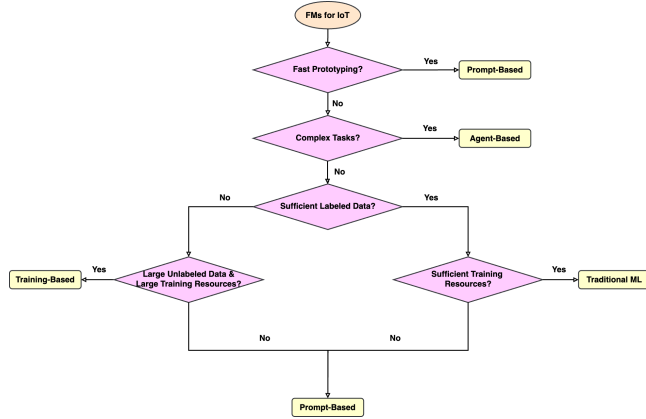 FMs for IoT
Fast Prototyping?
Yes
Prompt-Based
No
Complex Tasks?
Yes
Agent-Based
No
No
Sufficient Labeled Data?
Yes
Training-Based
Yes
Large Unlabeled Data &
Large Training Resources?
Sufficient Training
Resources?
Yes
Traditional ML
No
No
Prompt-Based